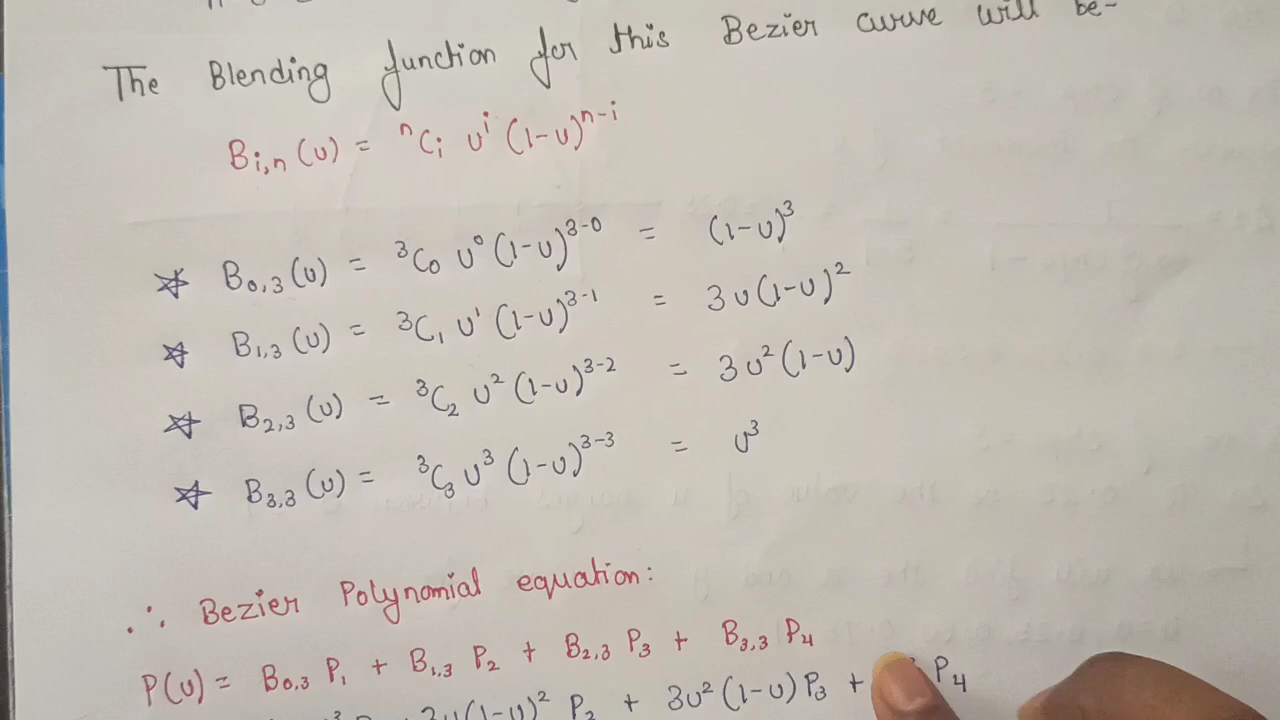 The Blending function for this Bezier curve will be-
Bi,n (u) = ⁿCi uⁱ (1-u)ⁿ⁻ⁱ
☆ B0,3 (u) = ³C0 u⁰ (1-u)³⁻⁰ = (1-u)³
☆ B1,3 (u) = ³C1 u¹ (1-u)³⁻¹ = 3u(1-u)²
☆ B2,3 (u) = ³C2 u² (1-u)³⁻² = 3u²(1-u)
☆ B3,3 (u) = ³C3 u³ (1-u)³⁻³ = u³
∴ Bezier Polynomial equation:
P(u) = B0.3 P1 + B1.3 P2 + B2,3 P3 + B3.3 P4
3u(1-u)² P2 + 3u²(1-u) P3 + P4